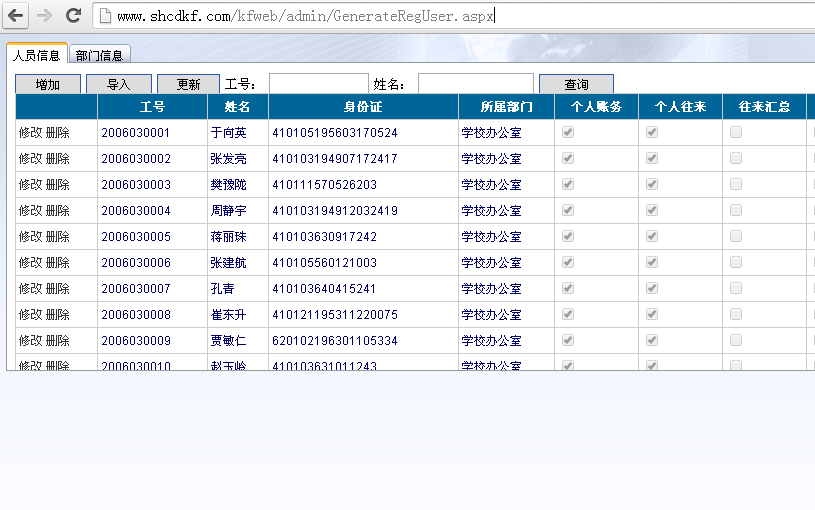 www.shcdkf.com/kfweb/admin/GenerateRegUser.aspx
人员信息 部门信息
增加 导入 更新 工号: 姓名: 查询
工号 姓名 身份证 所属部门 个人账务 个人往来 往来汇总
修改 删除 2006030001 于向英 410105195603170524 学校办公室
修改 删除 2006030002 张发亮 410103194907172417 学校办公室
修改 删除 2006030003 樊豫陇 410111570526203 学校办公室
修改 删除 2006030004 周静宇 410103194912032419 学校办公室
修改 删除 2006030005 蒋丽珠 410103630917242 学校办公室
修改 删除 2006030006 张建航 410105560121003 学校办公室
修改 删除 2006030007 孔青 410103640415241 学校办公室
修改 删除 2006030008 崔东升 410121195311220075 学校办公室
修改 删除 2006030009 贾敏仁 620102196301105334 学校办公室
修改 删除 2006030010 赵玉岭 410103631011243 学校办公室